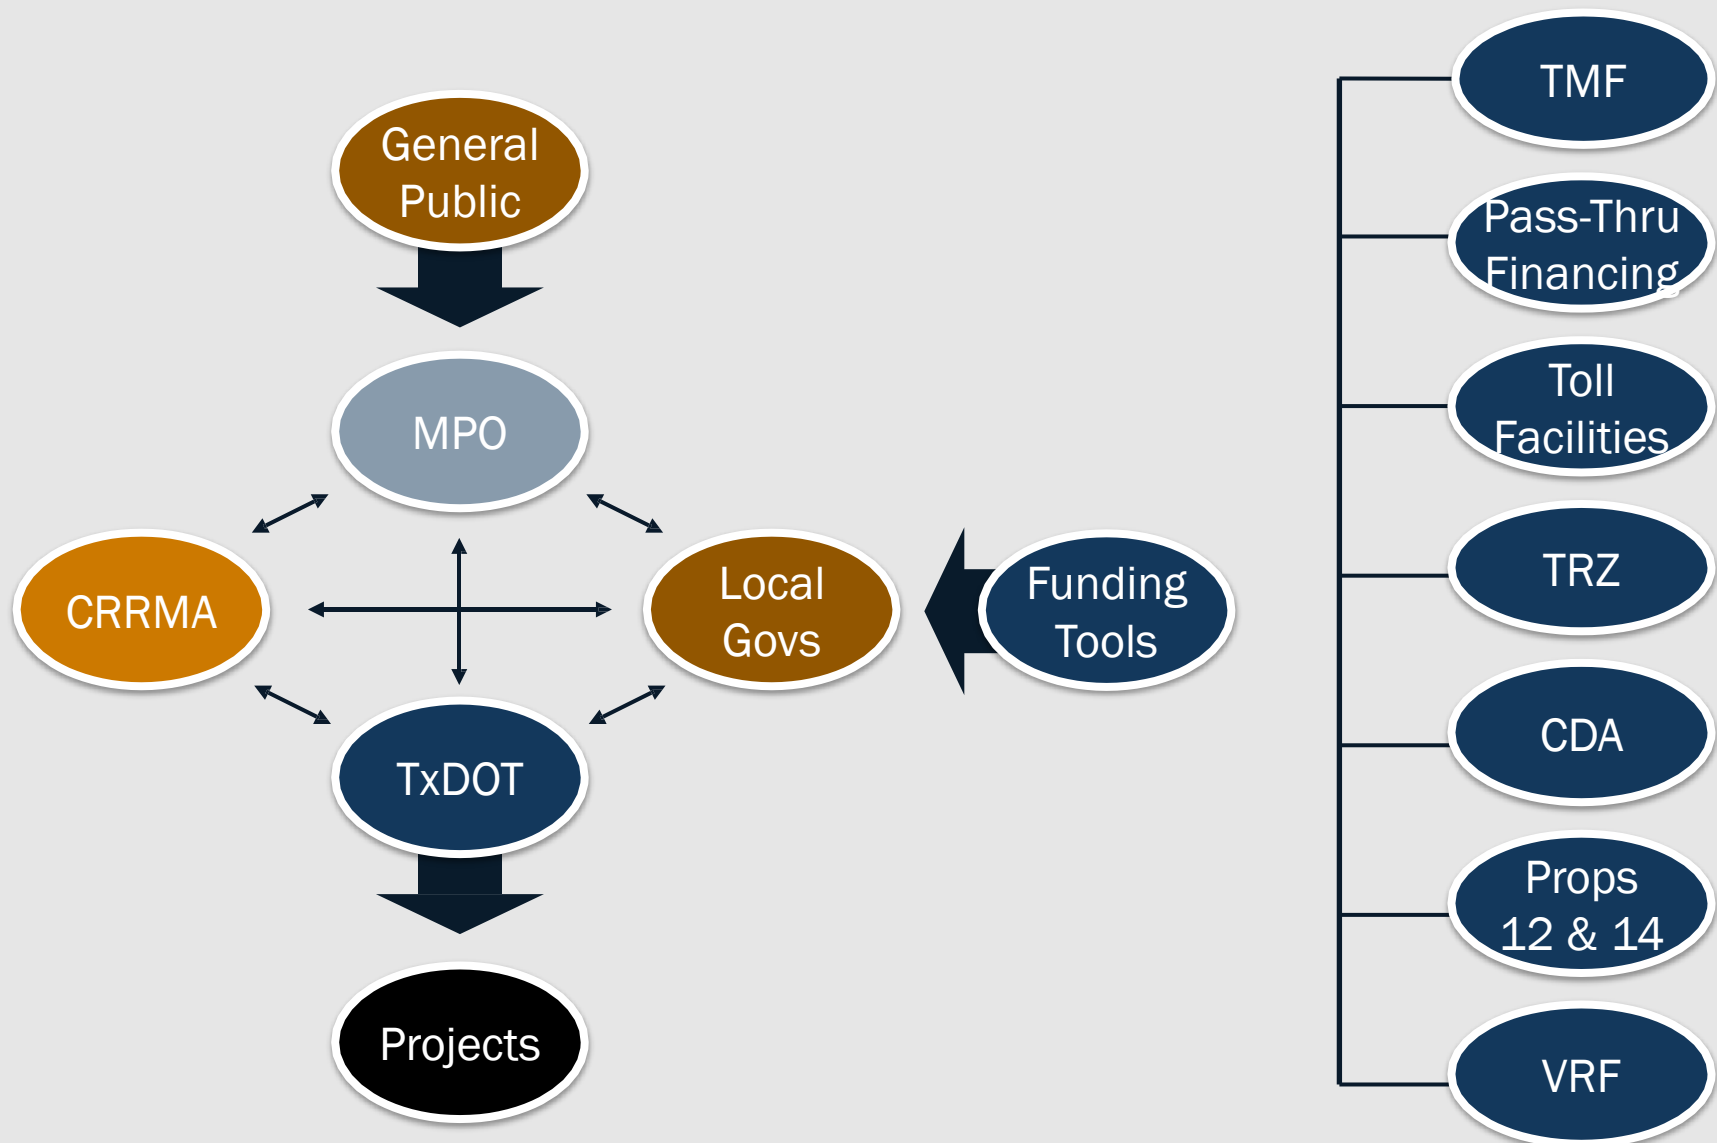 General
Public
MPO
CRRMA
Local
Govs
Funding
Tools
TxDOT
Projects
TMF
Pass-Thru
Financing
Toll
Facilities
TRZ
CDA
Props
12 & 14
VRF